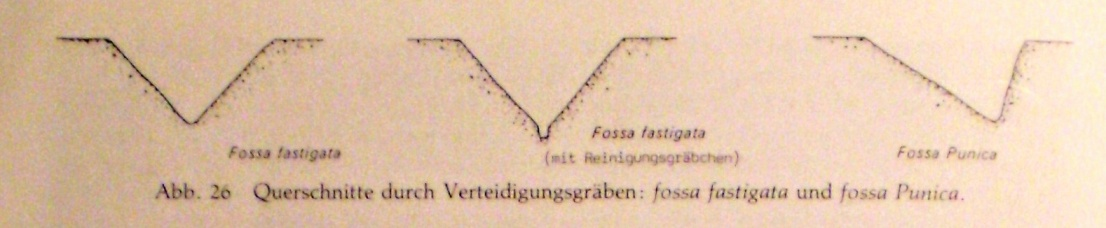 Fossa fastigata
(mit Reinigungsgräbchen)
Fossa fastigata
Fossa Punica
Abb. 26 Querschnitte durch Verteidigungsgräben: fossa fastigata und fossa Punica.